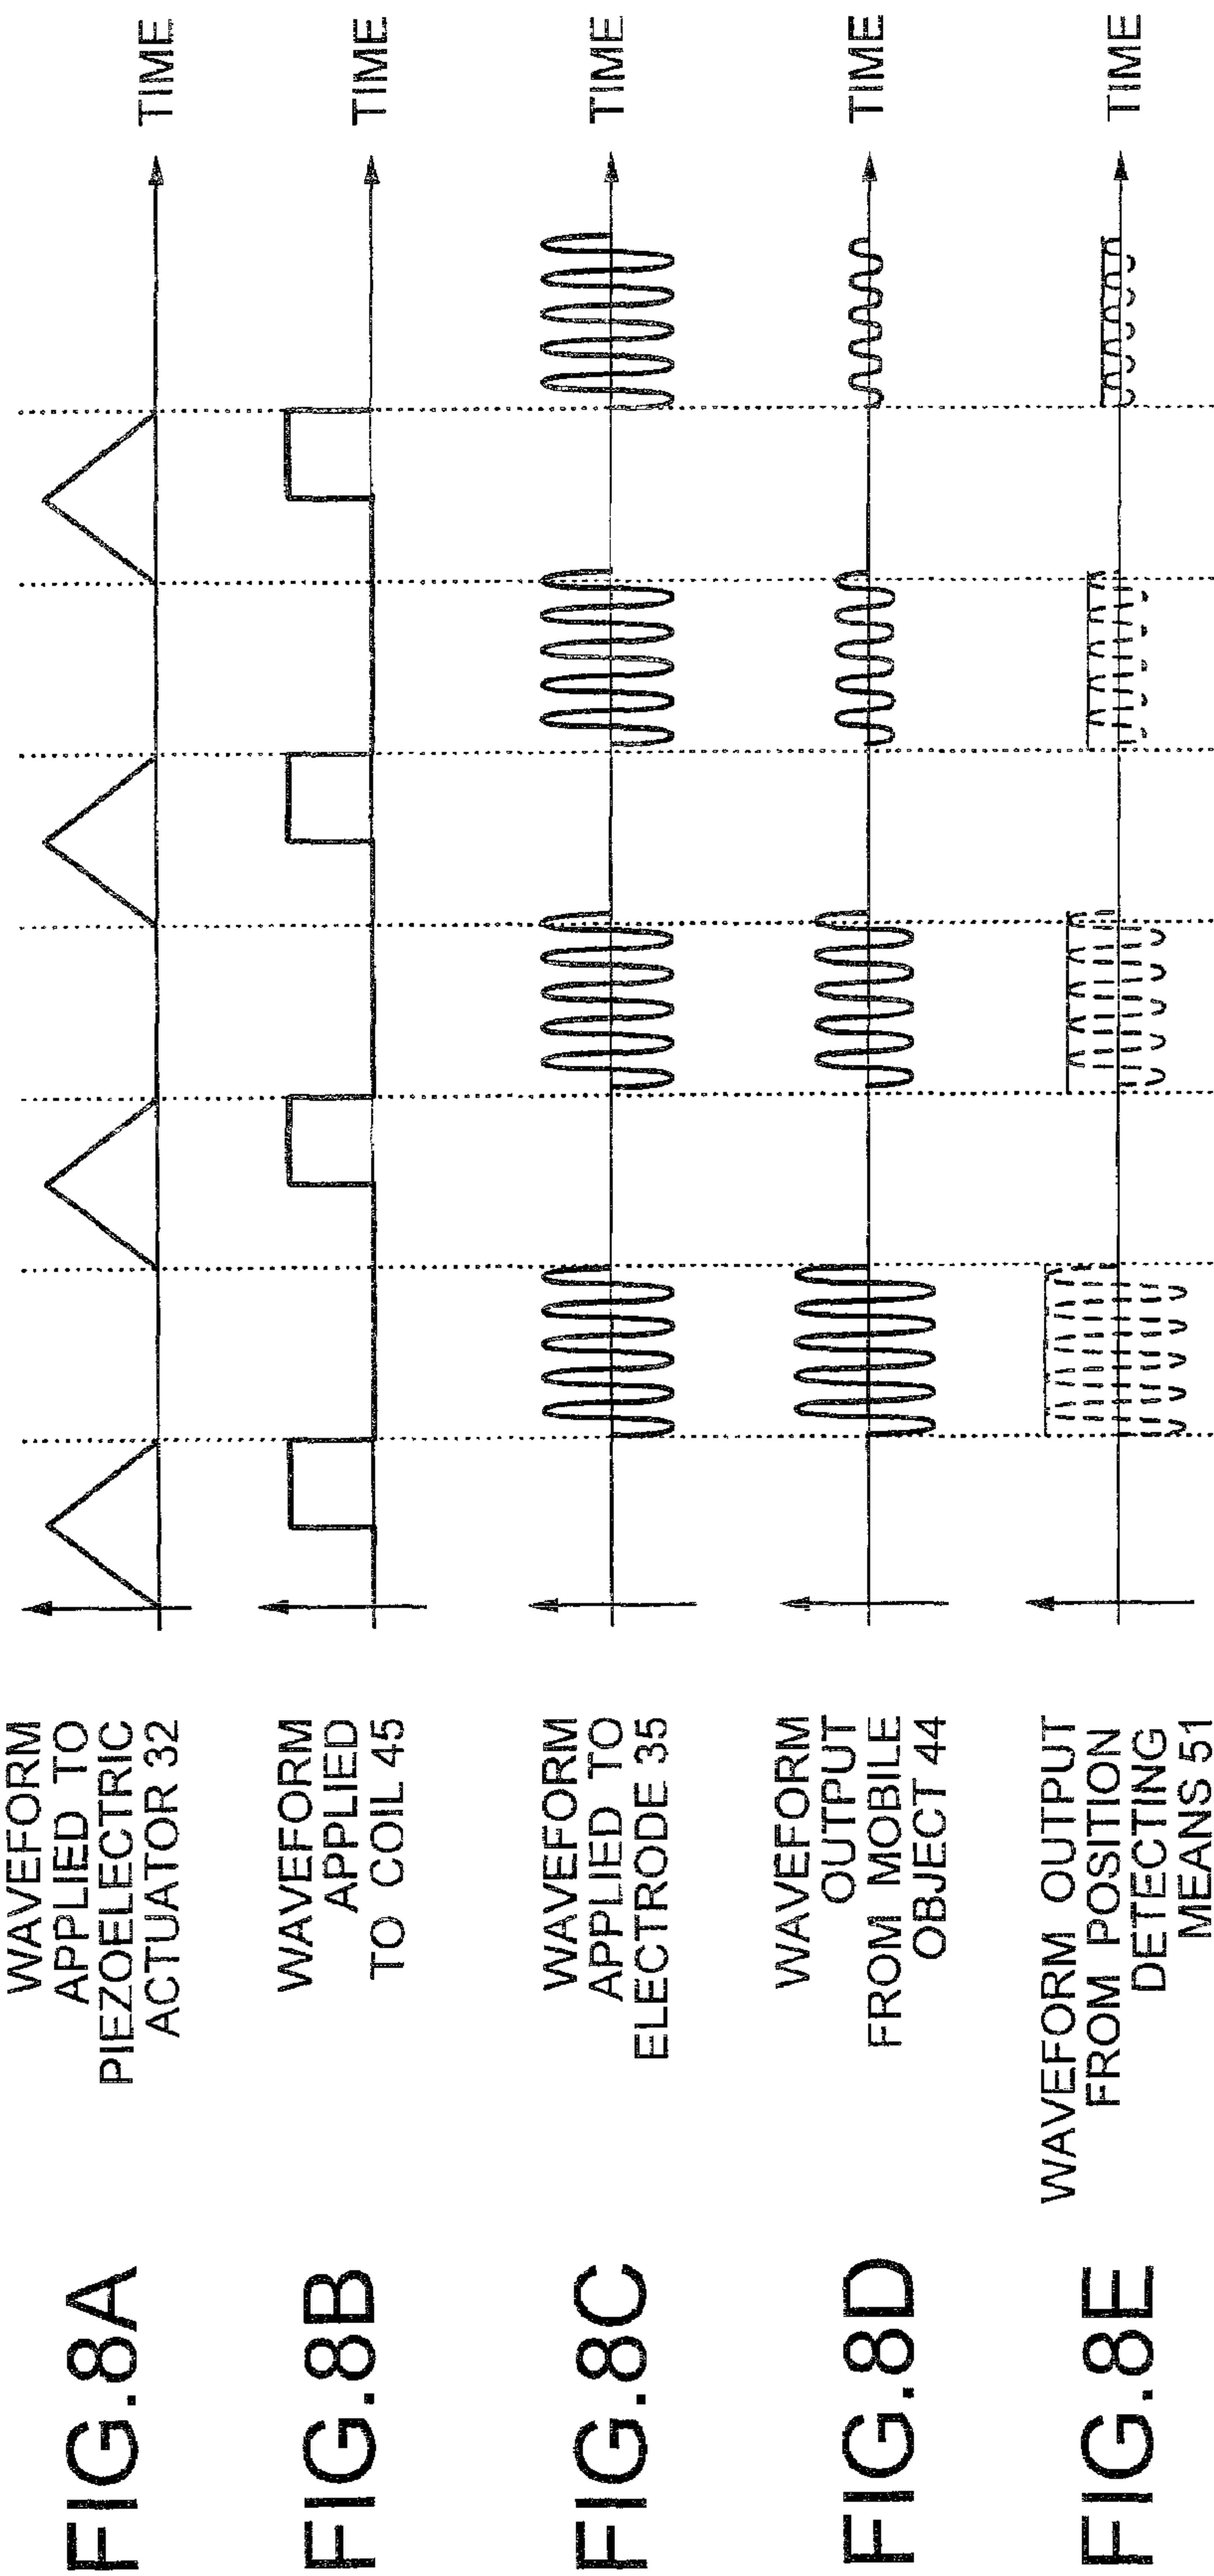 FIG.8A
WAVEFORM
APPLIED TO
PIEZOELECTRIC
ACTUATOR 32
TIME
FIG.8B
WAVEFORM
APPLIED
TO COIL 45
TIME
FIG.8C
WAVEFORM
APPLIED TO
ELECTRODE 35
TIME
FIG.8D
WAVEFORM
OUTPUT
FROM MOBILE
OBJECT 44
TIME
FIG.8E
WAVEFORM OUTPUT
FROM POSITION
DETECTING
MEANS 51
TIME